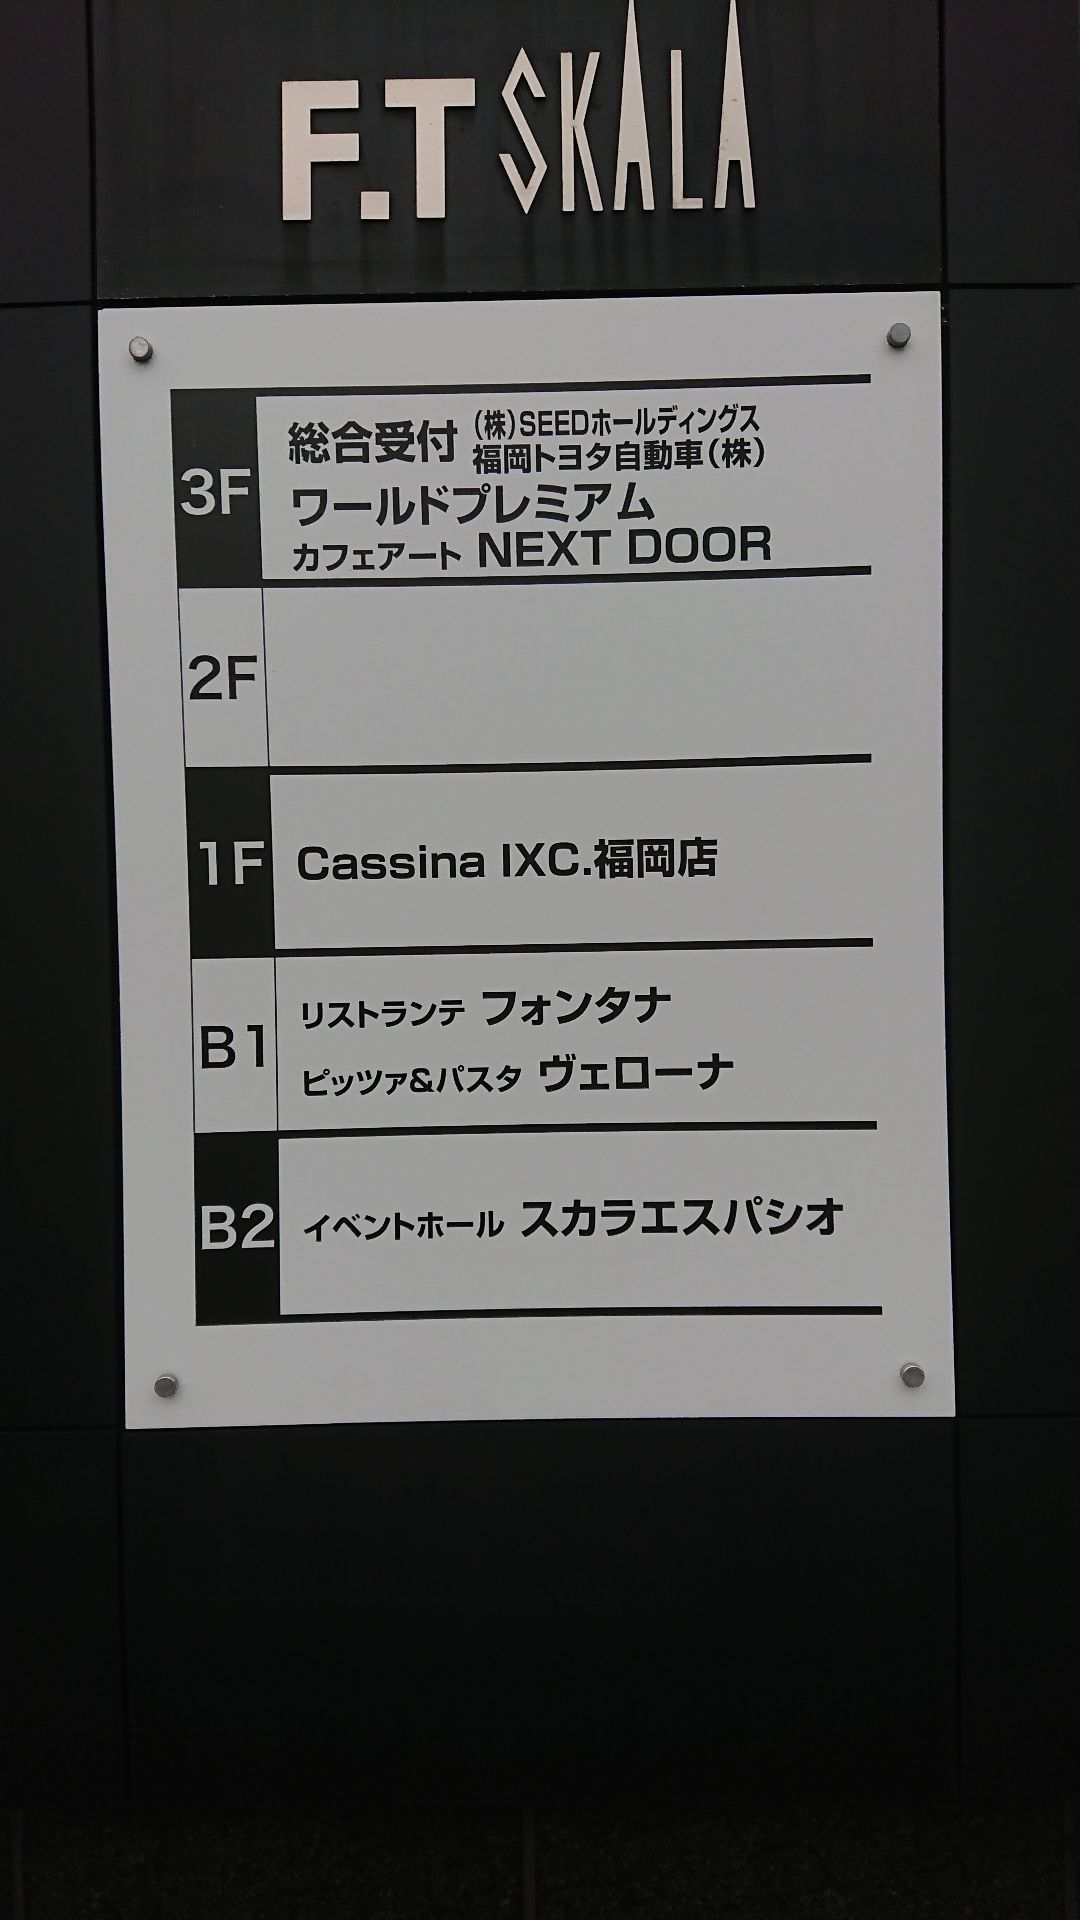 F.T SKALA
3F
総合受付 (株)SEEDホールディングス
福岡トヨタ自動車(株)
ワールドプレミアム
カフェアート NEXT DOOR
2F
1F Cassina IXC.福岡店
B1
リストランテ フォンタナ
ピッツァ&パスタ ヴェローナ
B2 イベントホール スカラエスパシオ